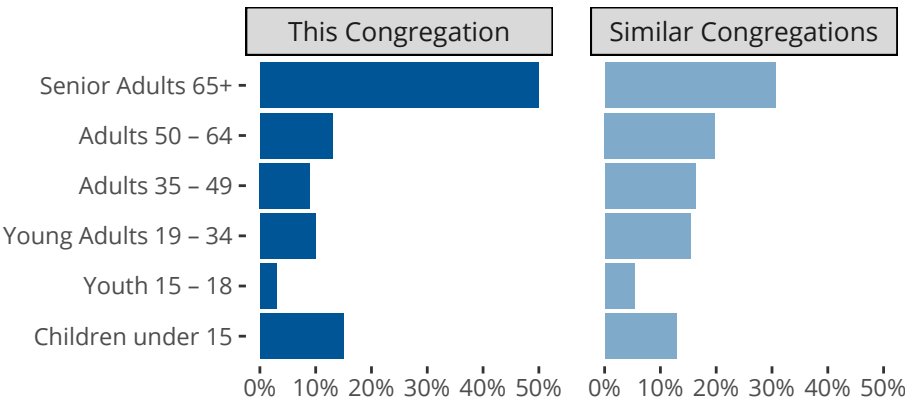 This Congregation Similar Congregations
Senior Adults 65+
Adults 50 – 64
Adults 35 – 49
Young Adults 19 – 34
Youth 15 – 18
Children under 15
0% 10% 20% 30% 40% 50% 0% 10% 20% 30% 40% 50%